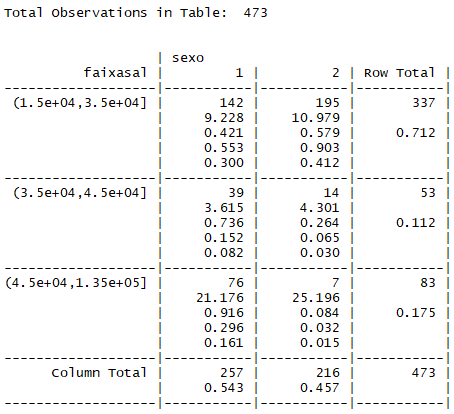 Total Observations in Table:  473
             | sexo
    faixasal |         1 |         2 | Row Total |
-------------|-----------|-----------|-----------|
(1.5e+04,3.5e+04] |       142 |       195 |       337 |
             |     9.228 |    10.979 |           |
             |     0.421 |     0.579 |     0.712 |
             |     0.553 |     0.903 |           |
             |     0.300 |     0.412 |           |
-------------|-----------|-----------|-----------|
(3.5e+04,4.5e+04] |        39 |        14 |        53 |
             |     3.615 |     4.301 |           |
             |     0.736 |     0.264 |     0.112 |
             |     0.152 |     0.065 |           |
             |     0.082 |     0.030 |           |
-------------|-----------|-----------|-----------|
(4.5e+04,1.35e+05] |        76 |         7 |        83 |
             |    21.176 |    25.196 |           |
             |     0.916 |     0.084 |     0.175 |
             |     0.296 |     0.032 |           |
             |     0.161 |     0.015 |           |
-------------|-----------|-----------|-----------|
Column Total |       257 |       216 |       473 |
             |     0.543 |     0.457 |           |
-------------|-----------|-----------|-----------|